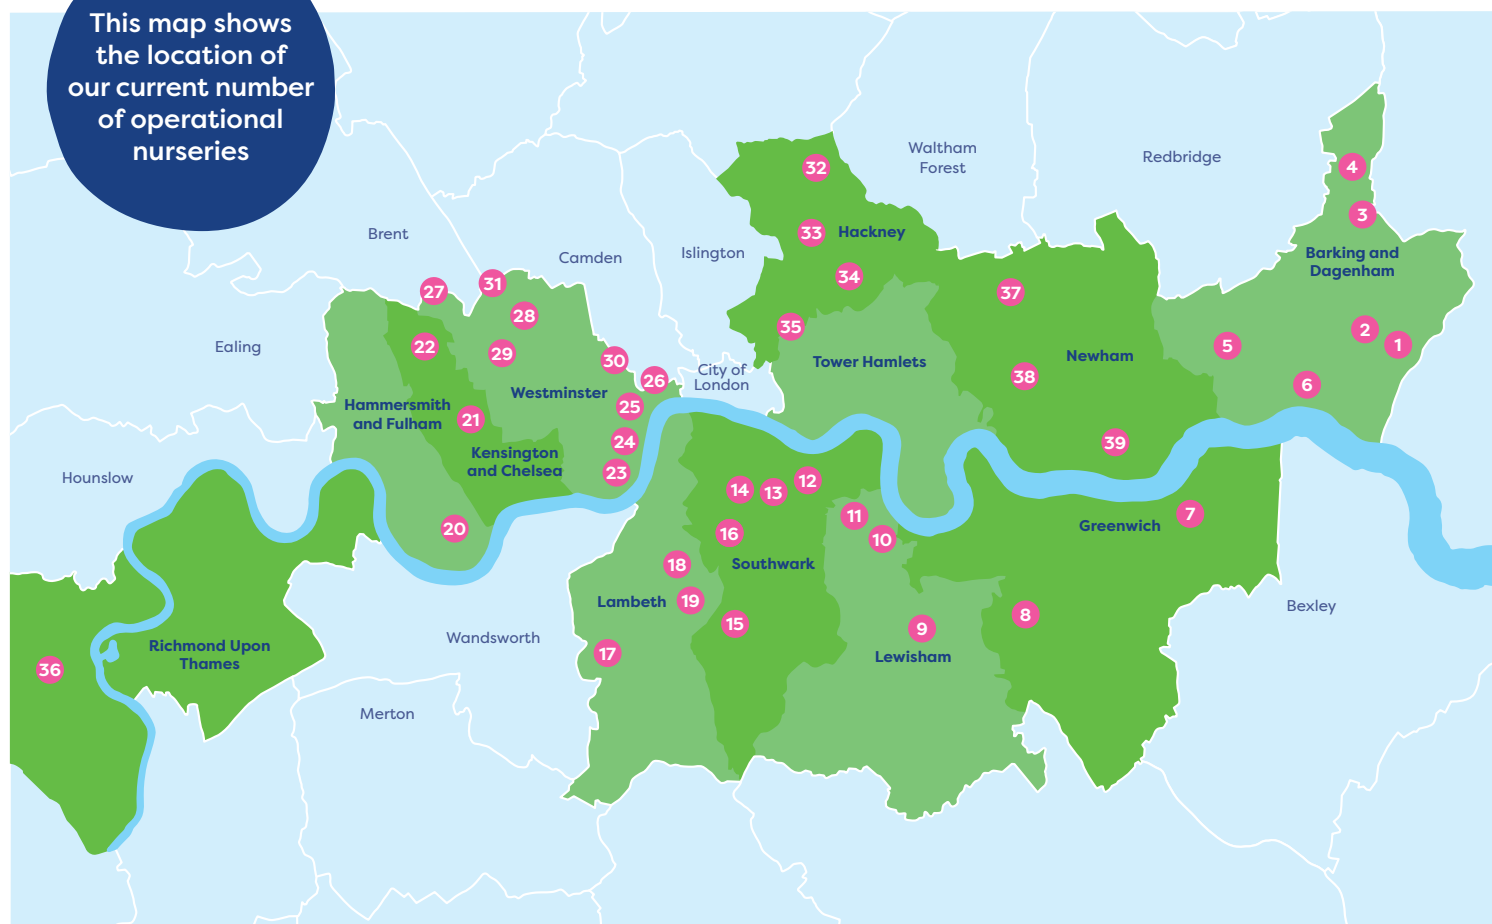 This map shows
the location of
our current number
of operational
nurseries
32
Waltham
Forest
Redbridge
4
3
Brent
33
Hackney
Islington
Camden
Barking and
Dagenham
34
31
27
37
28
35
2
1
5
Ealing
22
29
30
Tower Hamlets
Newham
City of
London
38
26
6
Westminster
25
Hammersmith
and Fulham
21
24
39
Kensington
and Chelsea
23
Hounslow
12
14
13
11
7
20
Greenwich
16
10
18
Southwark
Lambeth
19
Bexley
8
15
9
Wandsworth
Richmond Upon
Thames
17
Lewisham
36
Merton